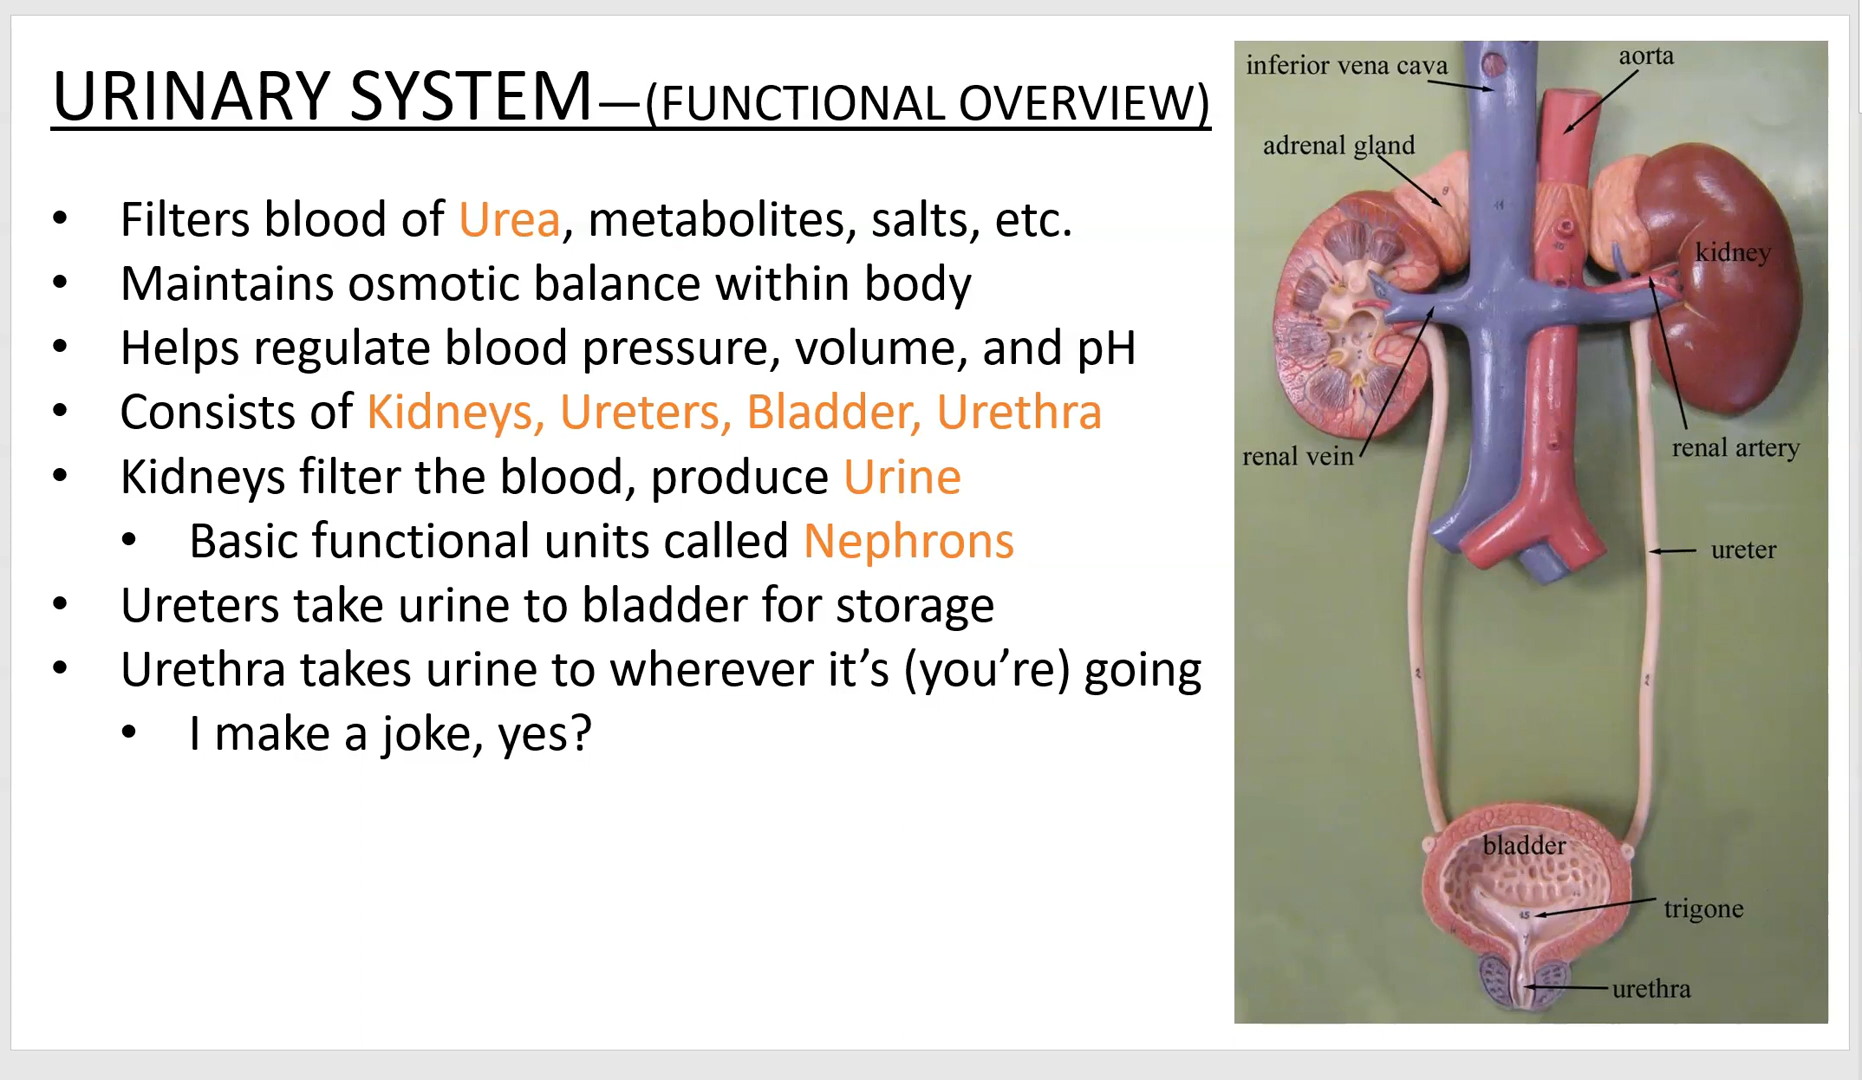 URINARY SYSTEM—(FUNCTIONAL OVERVIEW)
• Filters blood of Urea, metabolites, salts, etc.
• Maintains osmotic balance within body
• Helps regulate blood pressure, volume, and pH
• Consists of Kidneys, Ureters, Bladder, Urethra
• Kidneys filter the blood, produce Urine
• Basic functional units called Nephrons
• Ureters take urine to bladder for storage
• Urethra takes urine to wherever it’s (you’re) going
• I make a joke, yes?
inferior vena cava
aorta
adrenal gland
kidney
renal vein
renal artery
ureter
bladder
trigone
urethra